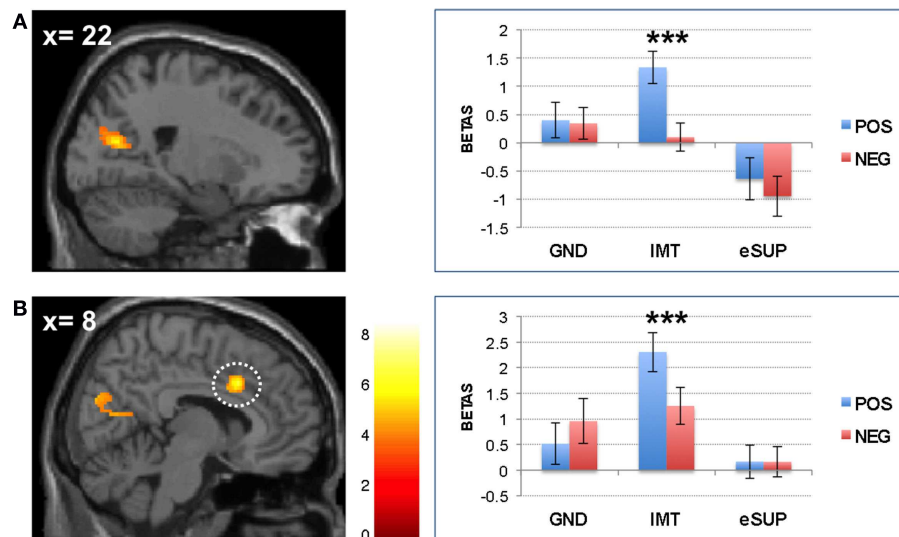 A
x= 22
BETAS
2
1.5
1
0.5
0
-0.5
-1
-1.5
***
GND
IMT
eSUP
POS
NEG
B
x= 8
8
6
4
2
0
BETAS
3
2.5
2
1.5
1
0.5
0
-0.5
***
GND
IMT
eSUP
POS
NEG